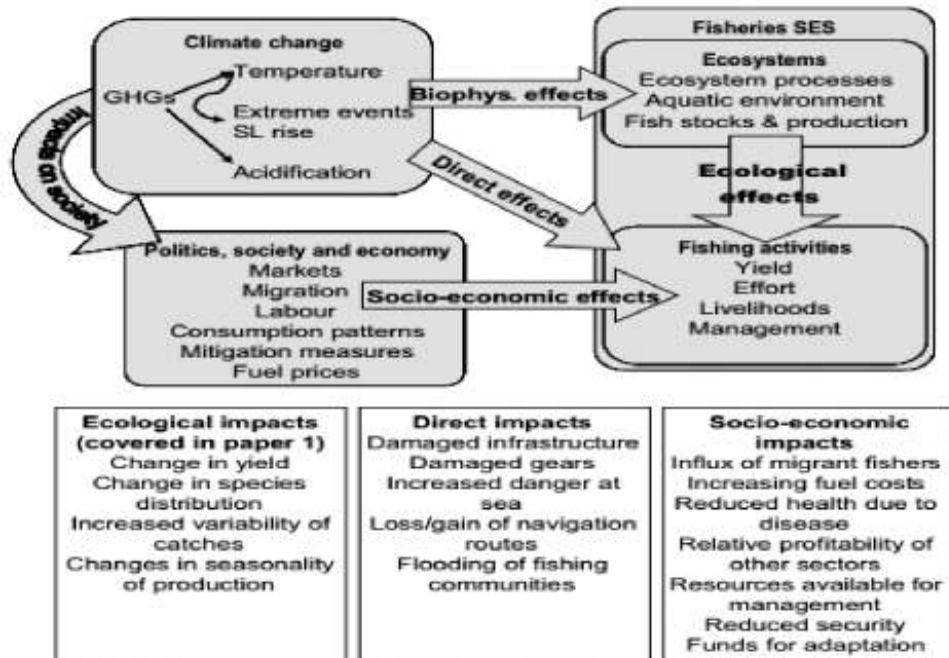 Climate change
Temperature
GHGs
Extreme events
SL rise
Acidification
Biophys. effects
Direct effects
Impacts on society
Fisheries SES
Ecosystems
Ecosystem processes
Aquatic environment
Fish stocks & production
Ecological
effects
Politics, society and economy
Markets
Migration
Labour
Consumption patterns
Mitigation measures
Fuel prices
Socio-economic effects
Fishing activities
Yield
Effort
Livelihoods
Management
Ecological impacts
(covered in paper 1)
Change in yield
Change in species
distribution
Increased variability of
catches
Changes in seasonality
of production
Direct impacts
Damaged infrastructure
Damaged gears
Increased danger at
sea
Loss/gain of navigation
routes
Flooding of fishing
communities
Socio-economic
impacts
Influx of migrant fishers
Increasing fuel costs
Reduced health due to
disease
Relative profitability of
other sectors
Resources available for
management
Reduced security
Funds for adaptation